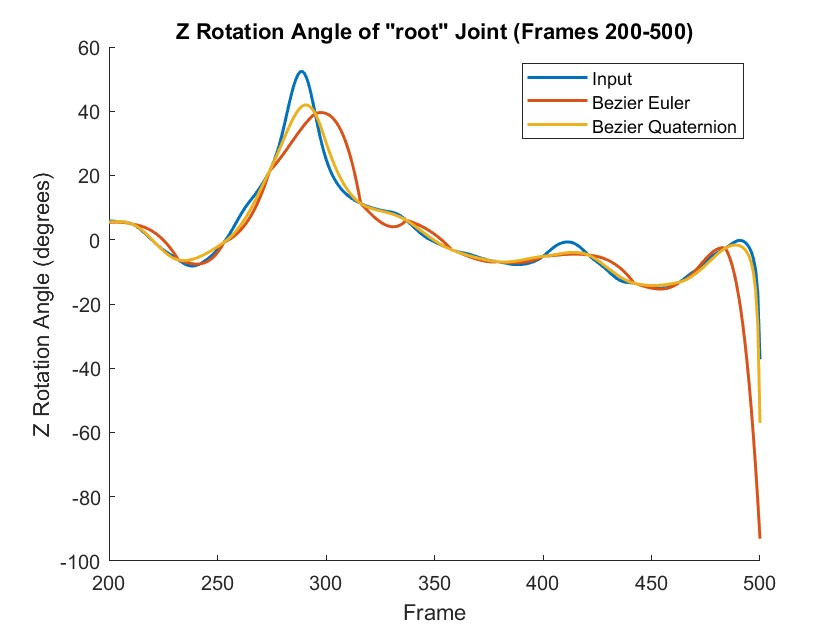 Z Rotation Angle of "root" Joint (Frames 200-500)
60
40
20
0
-20
-40
-60
-80
-100
Z Rotation Angle (degrees)
Input
Bezier Euler
Bezier Quaternion
200 250 300 350 400 450 500
Frame